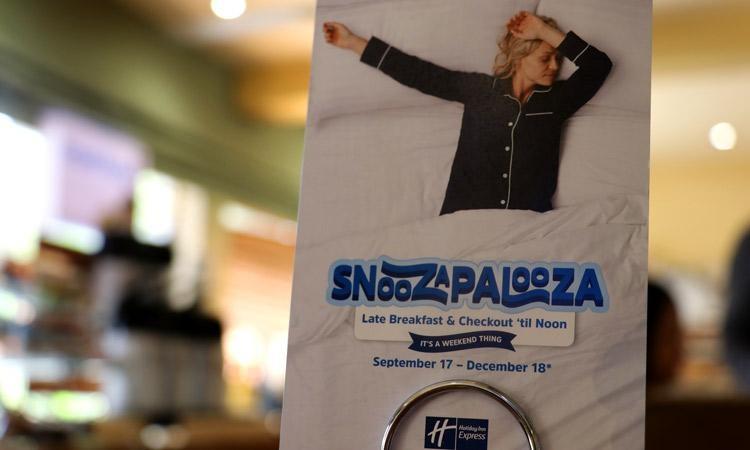 SNOOZAPALOOZA
Late Breakfast & Checkout 'til Noon
IT'S A WEEKEND THING
September 17 – December 18*
H Holiday Inn
Express